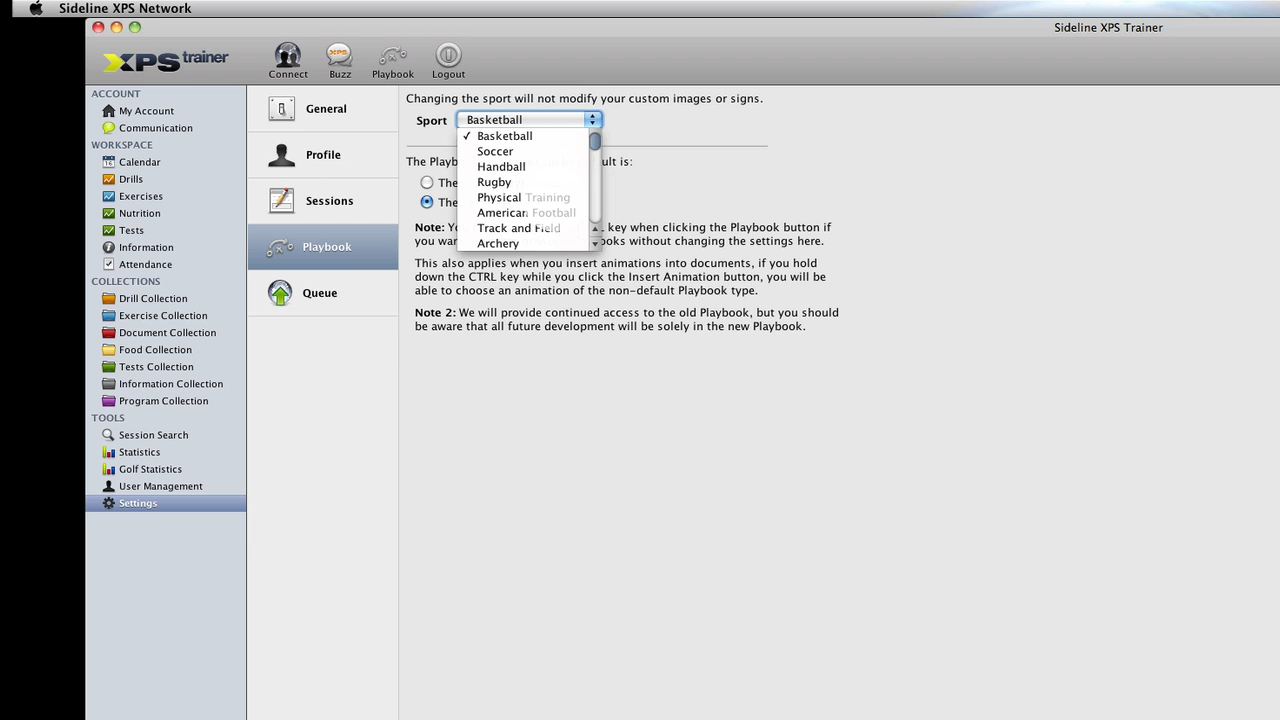 Sideline XPS Network
Sideline XPS Trainer
XPS trainer
Connect
XPS
Buzz
Playbook
Logout
ACCOUNT
My Account
Communication
WORKSPACE
Calendar
Drills
Exercises
Nutrition
Tests
Information
Attendance
COLLECTIONS
Drill Collection
Exercise Collection
Document Collection
Food Collection
Tests Collection
Information Collection
Program Collection
TOOLS
Session Search
Statistics
Golf Statistics
User Management
Settings
General
Profile
Sessions
Playbook
Queue
Changing the sport will not modify your custom images or signs.
Sport Basketball
✓ Basketball
Soccer
Handball
Rugby
Physical Training
American Football
Track and Field
Archery
The Playb
is:
The
The
Note: Yo
key when clicking the Playbook button if
you wan
ooks without changing the settings here.
This also applies when you insert animations into documents, if you hold
down the CTRL key while you click the Insert Animation button, you will be
able to choose an animation of the non-default Playbook type.
Note 2: We will provide continued access to the old Playbook, but you should
be aware that all future development will be solely in the new Playbook.